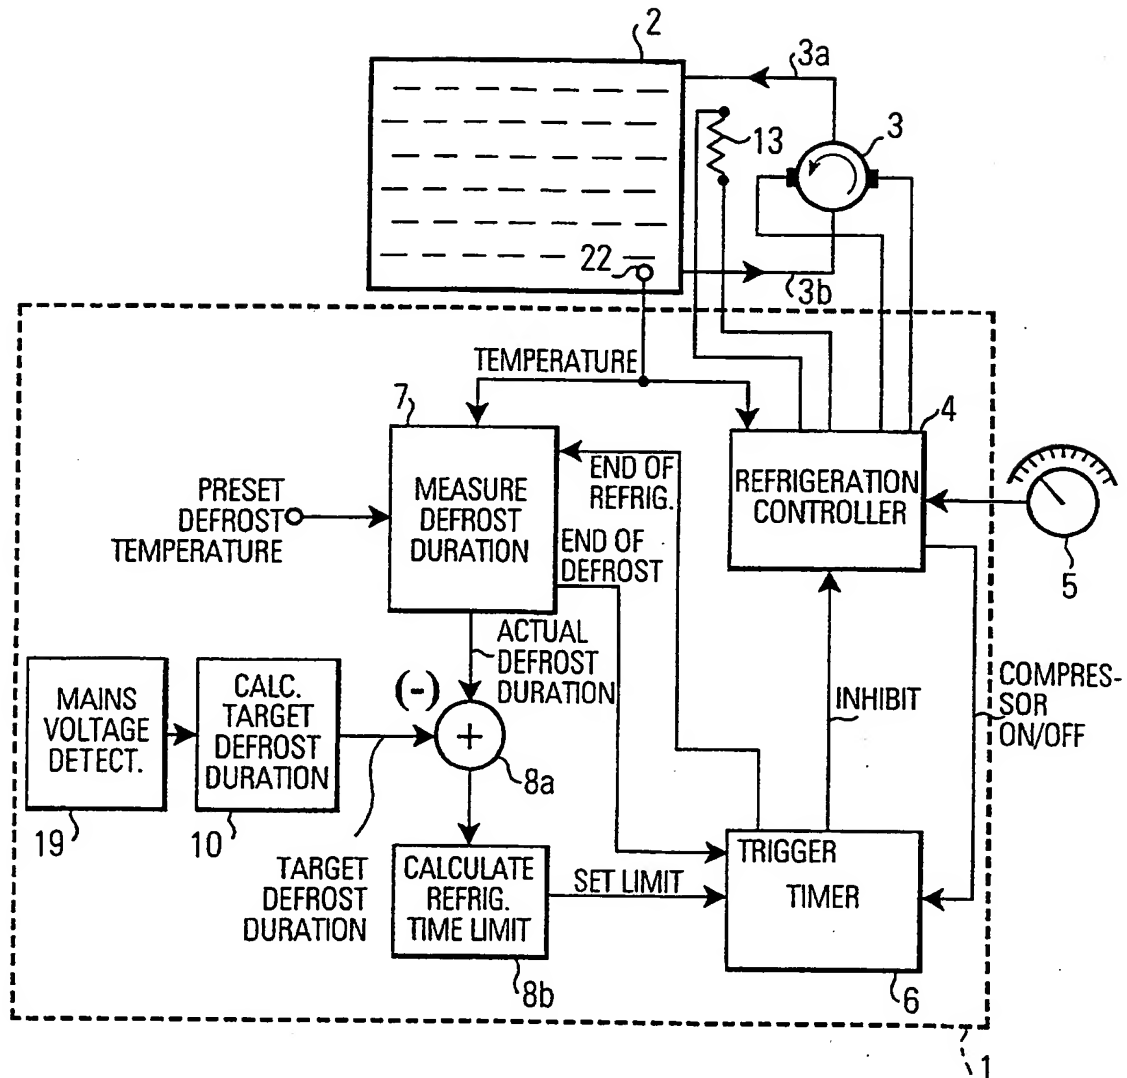 2
3a
13
3
22
3b
TEMPERATURE
7
4
PRESET
DEFROST
TEMPERATURE
MEASURE
DEFROST
DURATION
END OF
REFRIG.
REFRIGERATION
CONTROLLER
5
END OF
DEFROST
ACTUAL
DEFROST
DURATION
(-)
MAINS
VOLTAGE
DETECT.
CALC.
TARGET
DEFROST
DURATION
+
8a
INHIBIT
COMPRES-
SOR
ON/OFF
19
10
TARGET
DEFROST
DURATION
CALCULATE
REFRIG.
TIME LIMIT
SET LIMIT
TRIGGER
TIMER
8b
6
1